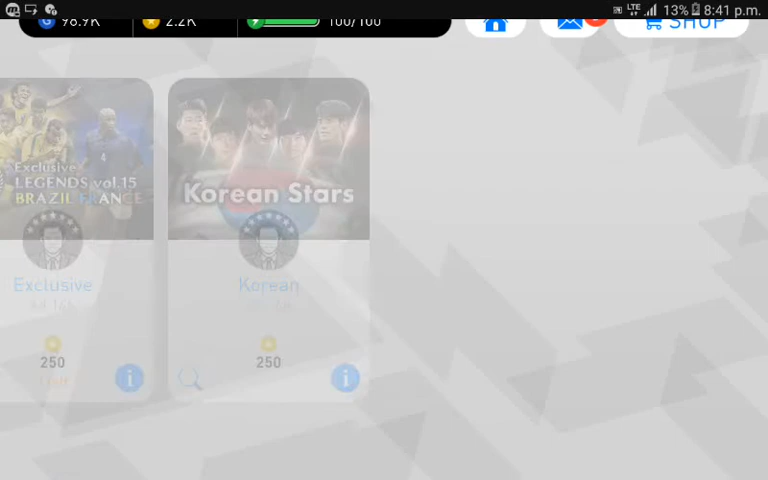 LTE 13% 8:41 p.m.
98.9K 2.2K 100/100 SHOP
Exclusive
LEGENDS vol.15
BRAZIL FRANCE
Korean Stars
Exclusive
Korean
250
250